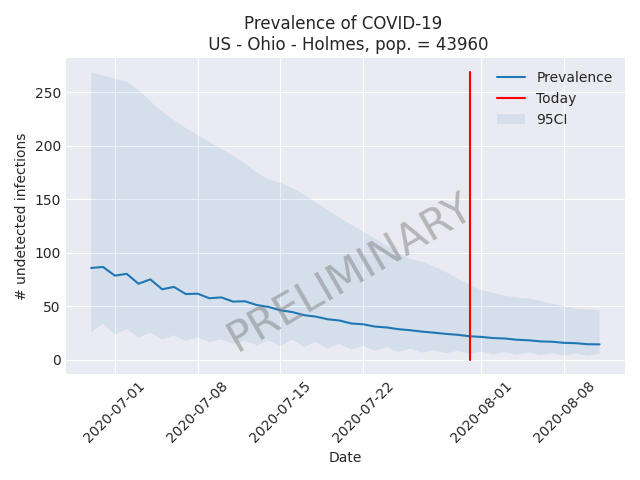 Prevalence of COVID-19
US - Ohio - Holmes, pop. = 43960
Prevalence
Today
95CI
250
200
150
100
50
0
# undetected infections
PRELIMINARY
2020-07-01
2020-07-08
2020-07-15
2020-07-22
2020-08-01
2020-08-08
Date